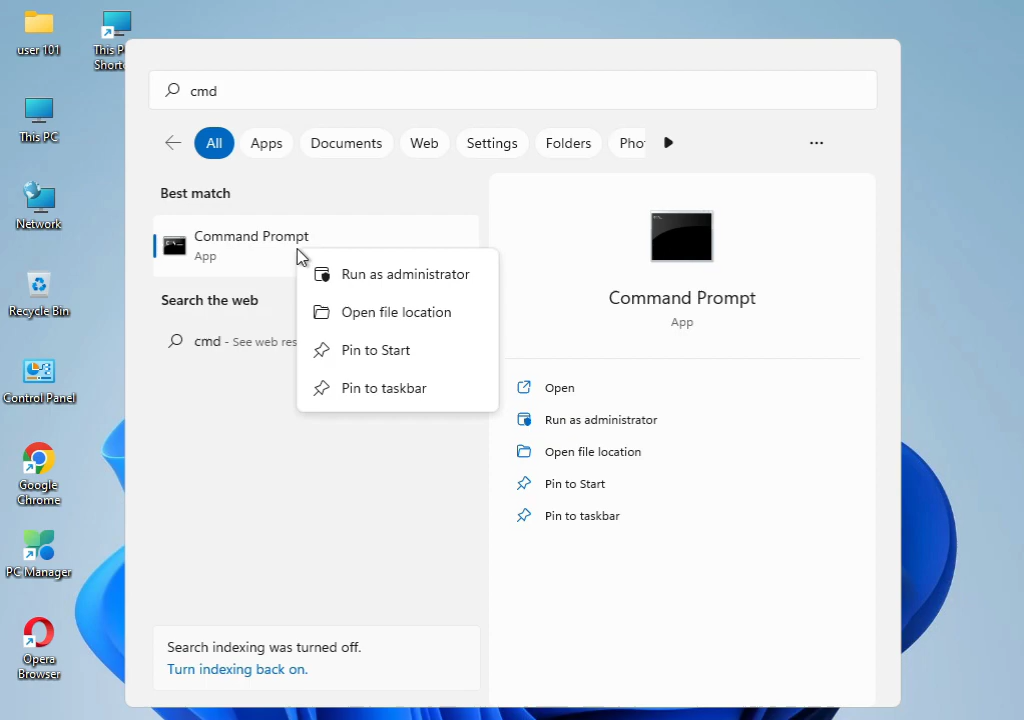 user 101
This P
Shortc
This PC
Network
Recycle Bin
Control Panel
Google
Chrome
PC Manager
Opera
Browser
cmd
All
Apps
Documents
Web
Settings
Folders
Pho
Best match
Command Prompt
App
Search the web
cmd - See web res
Run as administrator
Open file location
Pin to Start
Pin to taskbar
Command Prompt
App
Open
Run as administrator
Open file location
Pin to Start
Pin to taskbar
Search indexing was turned off.
Turn indexing back on.